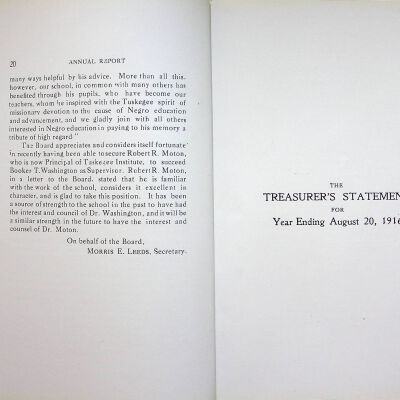 20 ANNUAL REPORT
many ways helpful by his advice. More than all this,
however, our school, in common with many others has
benefited through his pupils, who have become our
teachers, whom he inspired with the Tuskegee spirit of
missionary devotion to the cause of Negro education
and advancement, and we gladly join with all others
interested in Negro education in paying to his memory a
tribute of high regard"
The Board appreciates and considers itself fortunate
in recently having been able to secure Robert R. Moton,
who is now Principal of Tuskegee Institute, to succeed
Booker T. Washington as Supervisor. Robert R. Moton,
in a letter to the Board, stated that he is familiar
with the work of the school, considers it excellent in
character, and is glad to take this position. It has been
a source of strength to the school in the past to have had
the interest and council of Dr. Washington, and it will be
a similar strength in the future to have the interest and
counsel of Dr. Moton.
On behalf of the Board,
MORRIS E. LEEDS, Secretary.
THE
TREASURER'S STATEMEN
FOR
Year Ending August 20, 1916